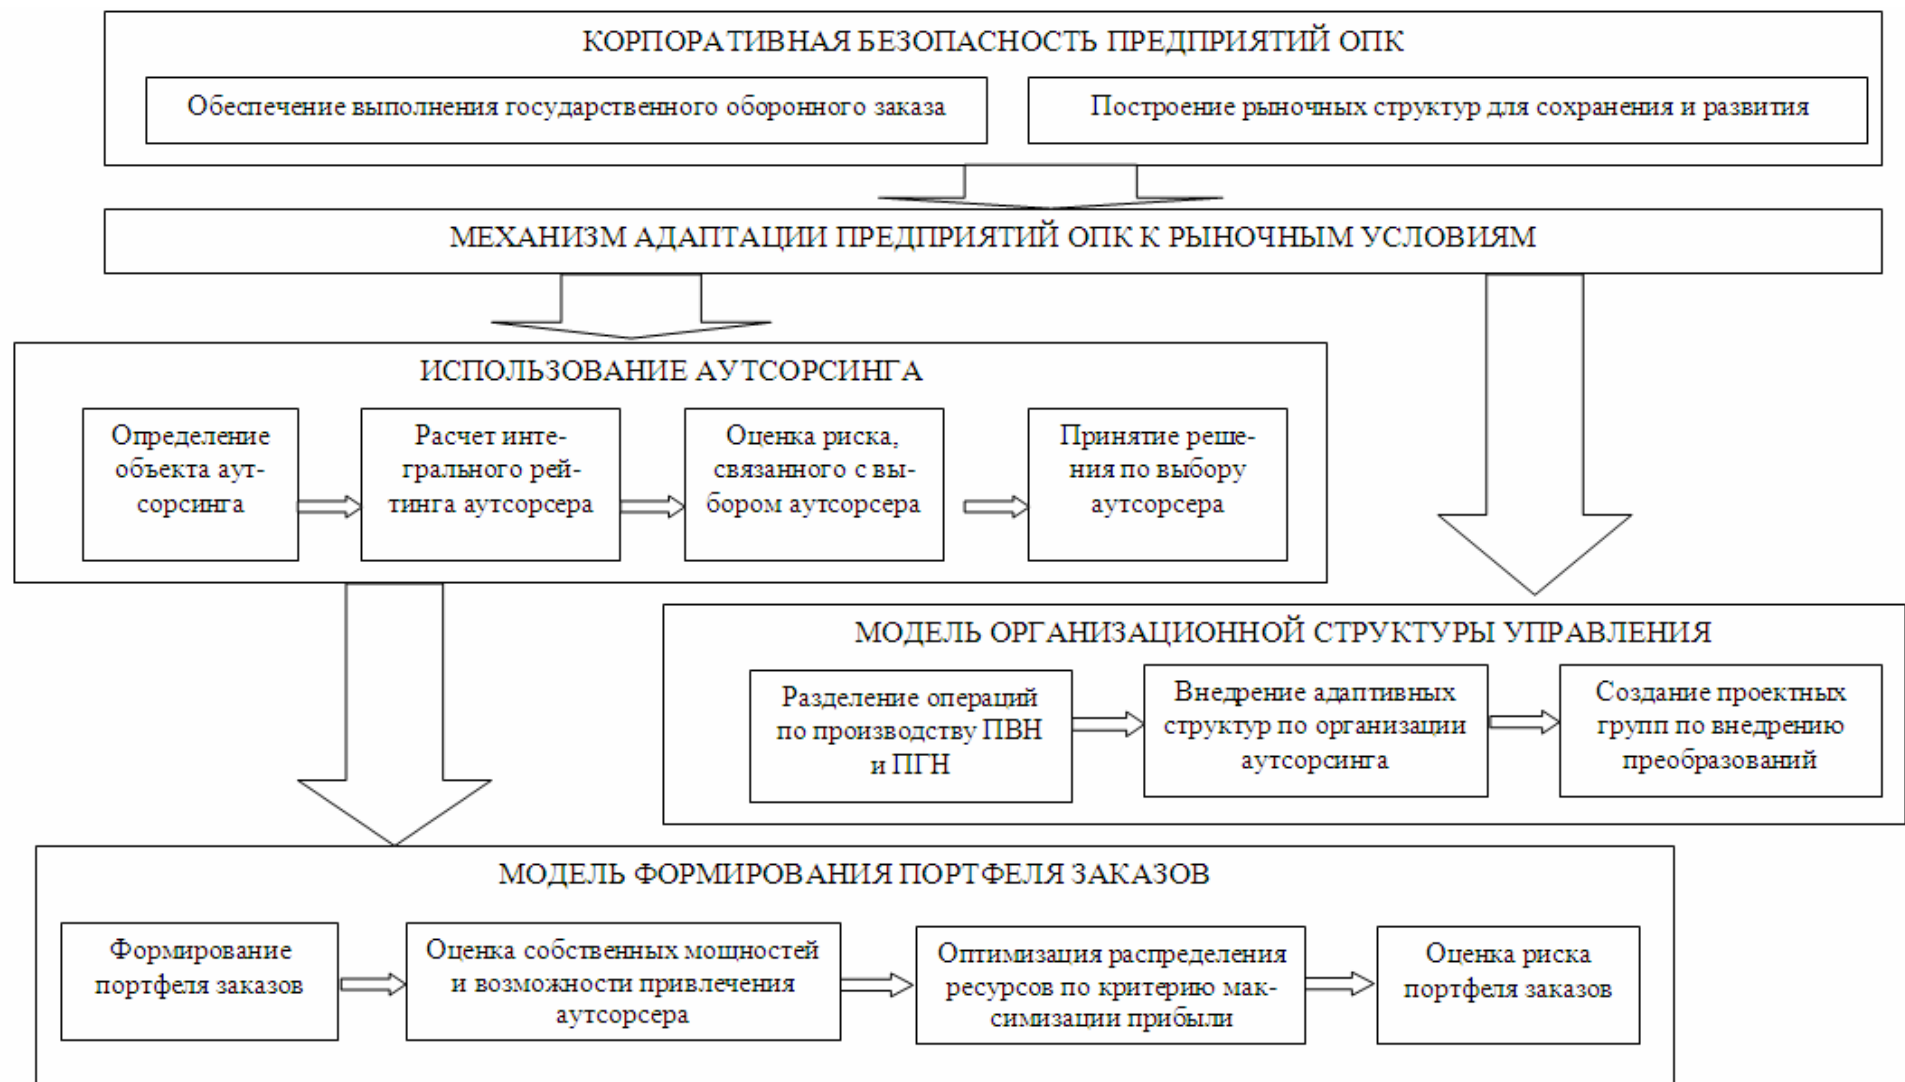 КОРПОРАТИВНАЯ БЕЗОПАСНОСТЬ ПРЕДПРИЯТИЙ ОПК
Обеспечение выполнения государственного оборонного заказа
Построение рыночных структур для сохранения и развития
МЕХАНИЗМ АДАПТАЦИИ ПРЕДПРИЯТИЙ ОПК К РЫНОЧНЫМ УСЛОВИЯМ
ИСПОЛЬЗОВАНИЕ АУТСОРСИНГА
Определение
объекта аут-
сорсинга
Расчет инте-
грального рей-
тинга аутсорсера
Оценка риска,
связанного с вы-
бором аутсорсера
Принятие реше-
ния по выбору
аутсорсера
МОДЕЛЬ ОРГАНИЗАЦИОННОЙ СТРУКТУРЫ УПРАВЛЕНИЯ
Разделение операций
по производству ПВН
и ПГН
Внедрение адаптивных
структур по организации
аутсорсинга
Создание проектных
групп по внедрению
преобразований
МОДЕЛЬ ФОРМИРОВАНИЯ ПОРТФЕЛЯ ЗАКАЗОВ
Формирование
портфеля заказов
Оценка собственных мощностей
и возможности привлечения
аутсорсера
Оптимизация распределения
ресурсов по критерию мак-
симизации прибыли
Оценка риска
портфеля заказов